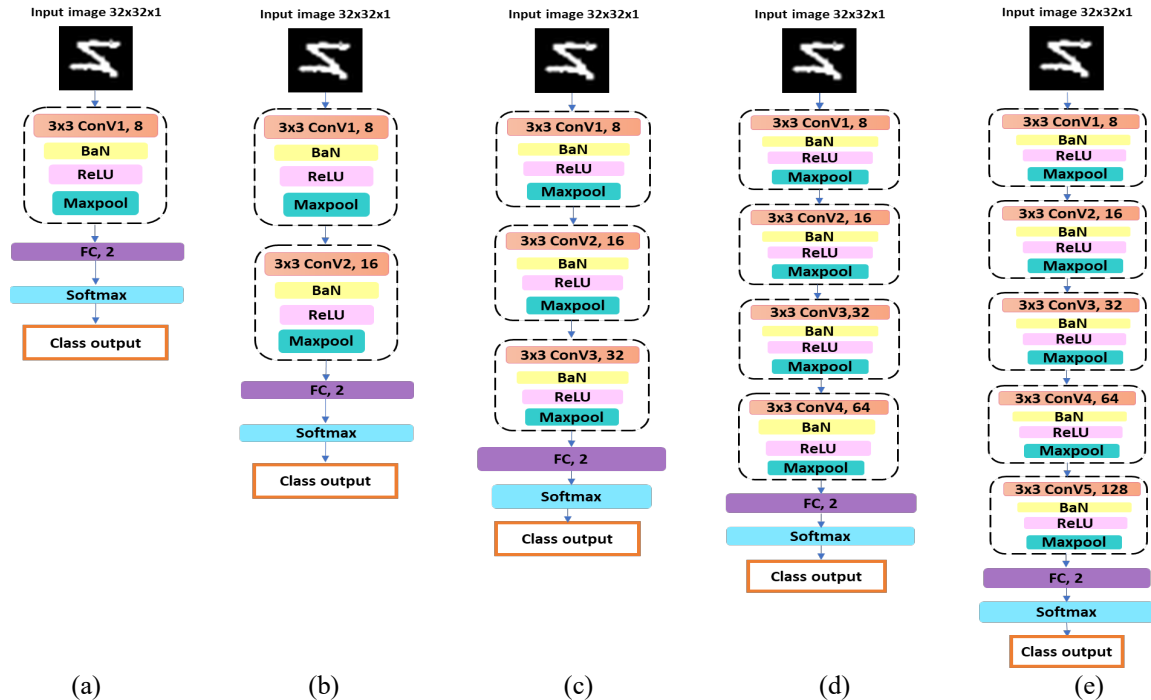 Input image 32x32x1
3x3 ConV1, 8
BaN
ReLU
Maxpool
FC, 2
Softmax
Class output
(a)
Input image 32x32x1
3x3 ConV1, 8
BaN
ReLU
Maxpool
3x3 ConV2, 16
BaN
ReLU
Maxpool
FC, 2
Softmax
Class output
(b)
Input image 32x32x1
3x3 ConV1, 8
BaN
ReLU
Maxpool
3x3 ConV2, 16
BaN
ReLU
Maxpool
3x3 ConV3, 32
BaN
ReLU
Maxpool
FC, 2
Softmax
Class output
(c)
Input image 32x32x1
3x3 ConV1, 8
BaN
ReLU
Maxpool
3x3 ConV2, 16
BaN
ReLU
Maxpool
3x3 ConV3,32
BaN
ReLU
Maxpool
3x3 ConV4, 64
BaN
ReLU
Maxpool
FC, 2
Softmax
Class output
(d)
Input image 32x32x1
3x3 ConV1, 8
BaN
ReLU
Maxpool
3x3 ConV2, 16
BaN
ReLU
Maxpool
3x3 ConV3, 32
BaN
ReLU
Maxpool
3x3 ConV4, 64
BaN
ReLU
Maxpool
3x3 ConV5, 128
BaN
ReLU
Maxpool
FC, 2
Softmax
Class output
(e)